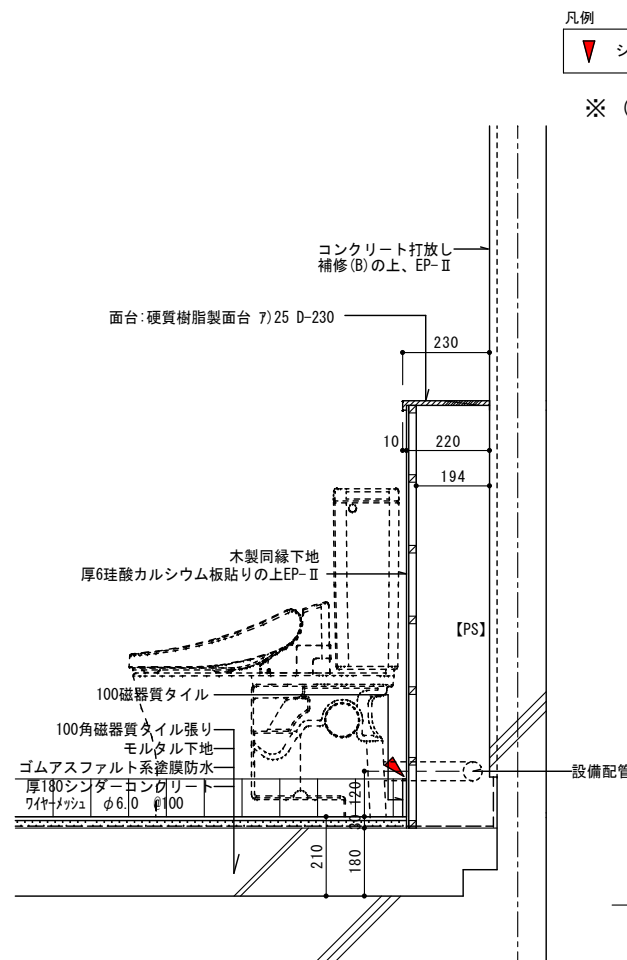 凡例
シ
※（
コンクリート打放し
補修(B)の上、EP-Ⅱ
面台:硬質樹脂製面台 ｱ)25 D-230
230
10
220
194
木製同縁下地
厚6珪酸カルシウム板貼りの上EP-Ⅱ
【PS】
100磁器質タイル
100角磁器質タイル張り
モルタル下地
ゴムアスファルト系塗膜防水
厚180シンダーコンクリート
ﾜｲﾔｰﾒｯｼｭ φ6.0 @100
設備配管
120
30
210
180